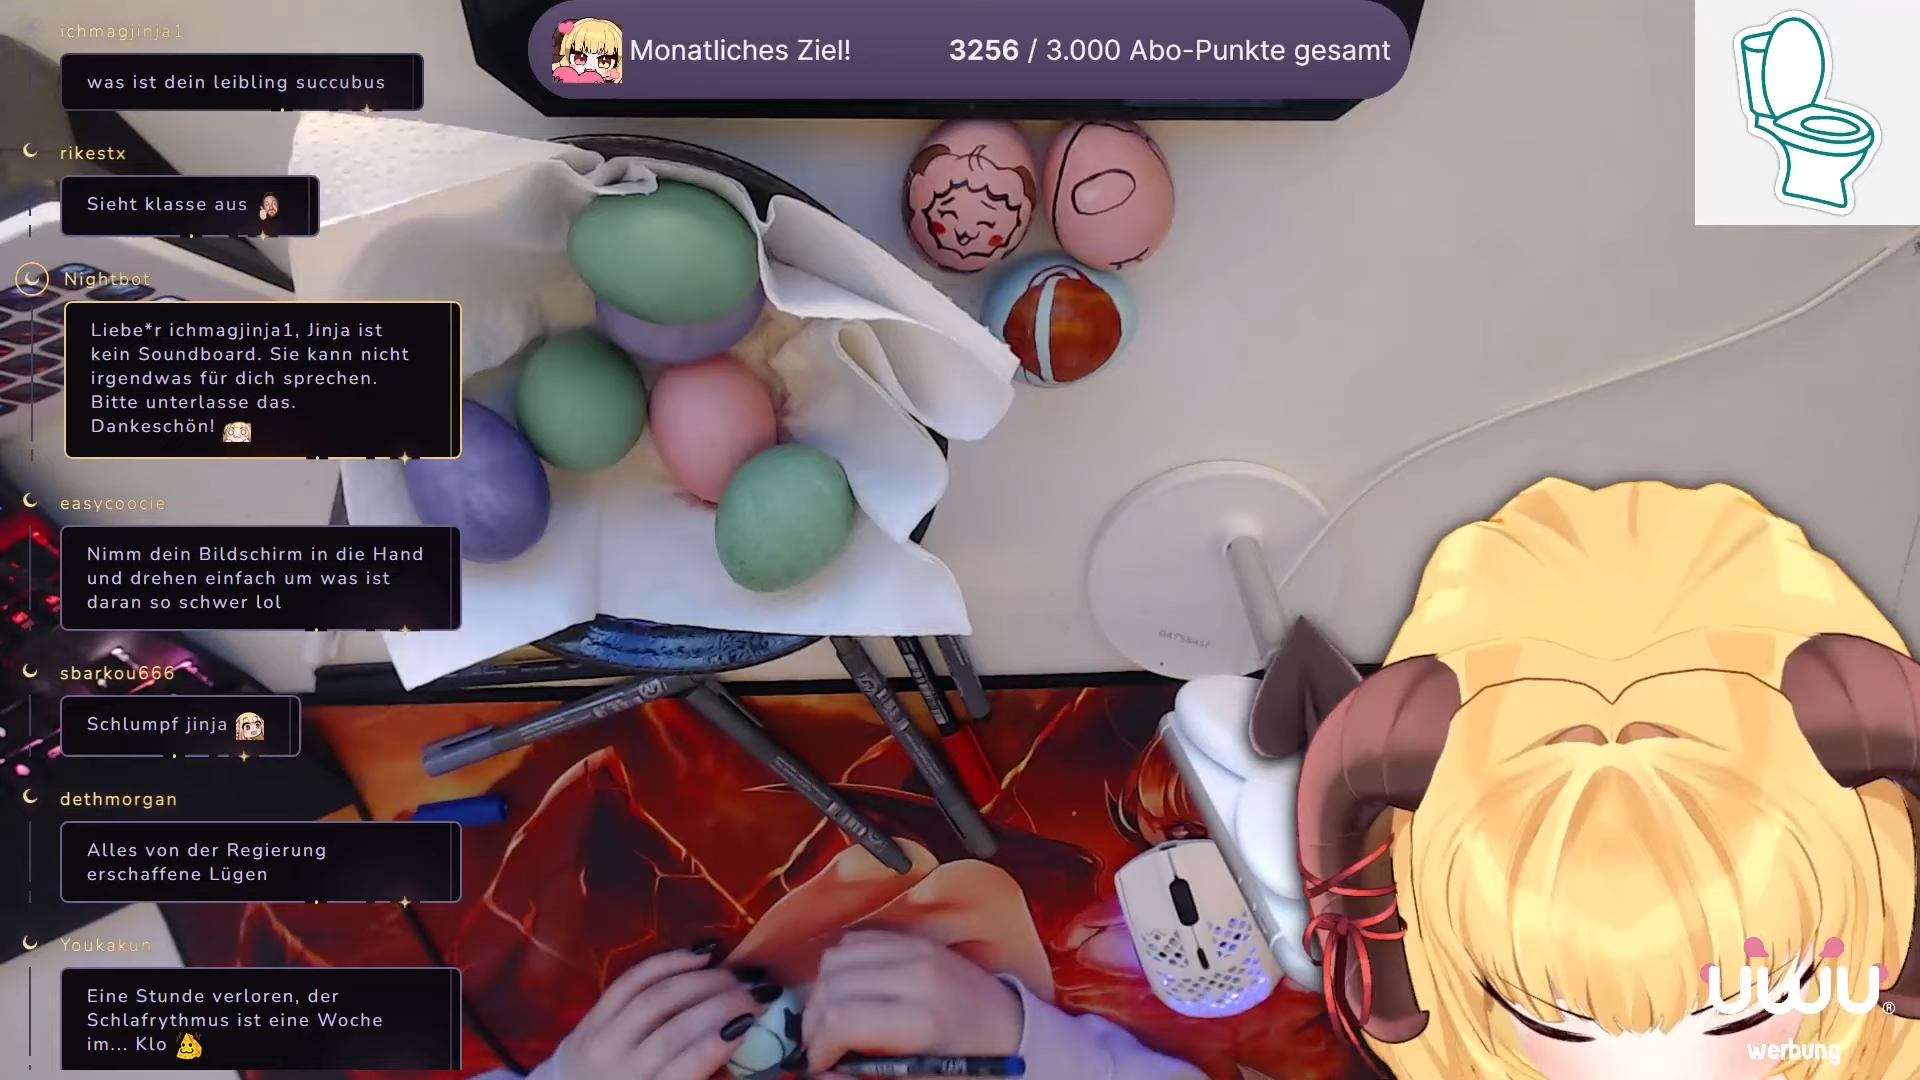 Monatliches Ziel! 3256 / 3.000 Abo-Punkte gesamt
ichmagjinja1
was ist dein leibling succubus
rikestx
Sieht klasse aus
Nightbot
Liebe*r ichmagjinja1, Jinja ist
kein Soundboard. Sie kann nicht
irgendwas für dich sprechen.
Bitte unterlasse das.
Dankeschön!
easycoocie
Nimm dein Bildschirm in die Hand
und drehen einfach um was ist
daran so schwer lol
sbarkou666
Schlumpf jinja
dethmorgan
Alles von der Regierung
erschaffene Lügen
Youkakun
Eine Stunde verloren, der
Schlafrythmus ist eine Woche
im... Klo
UWU®
werbung